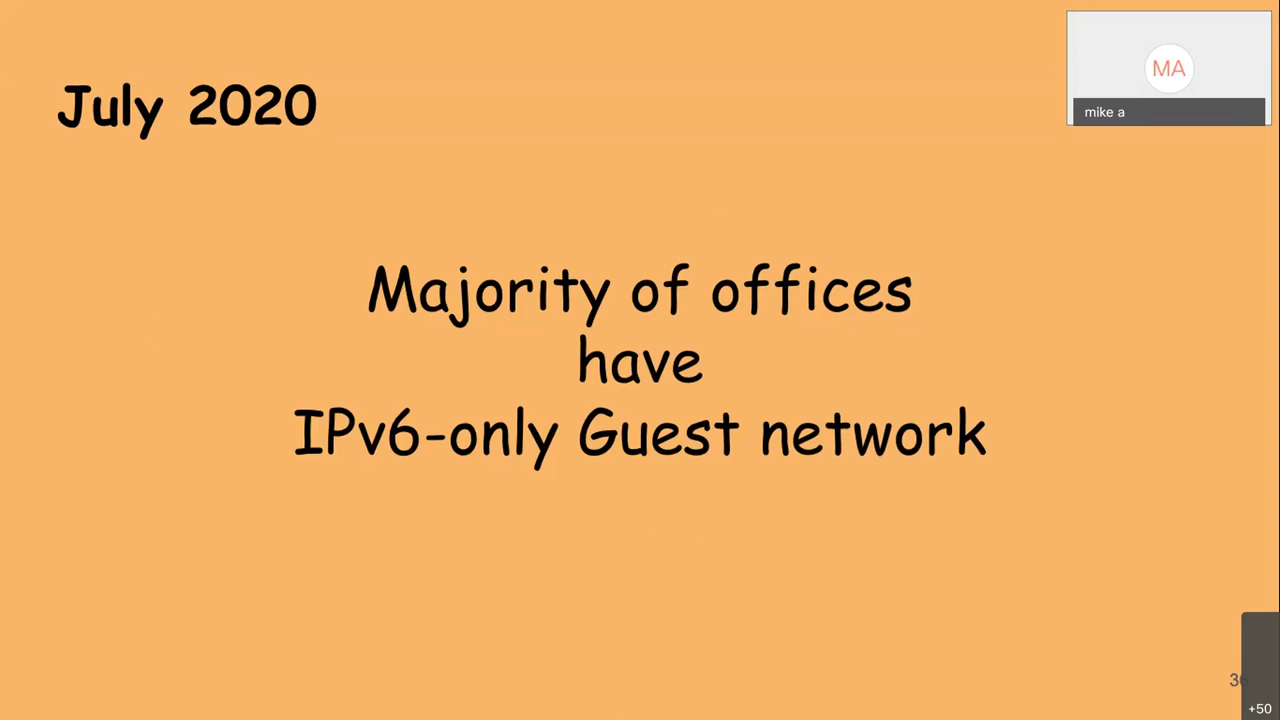 July 2020
MA
mike a
Majority of offices
have
IPv6-only Guest network
+50